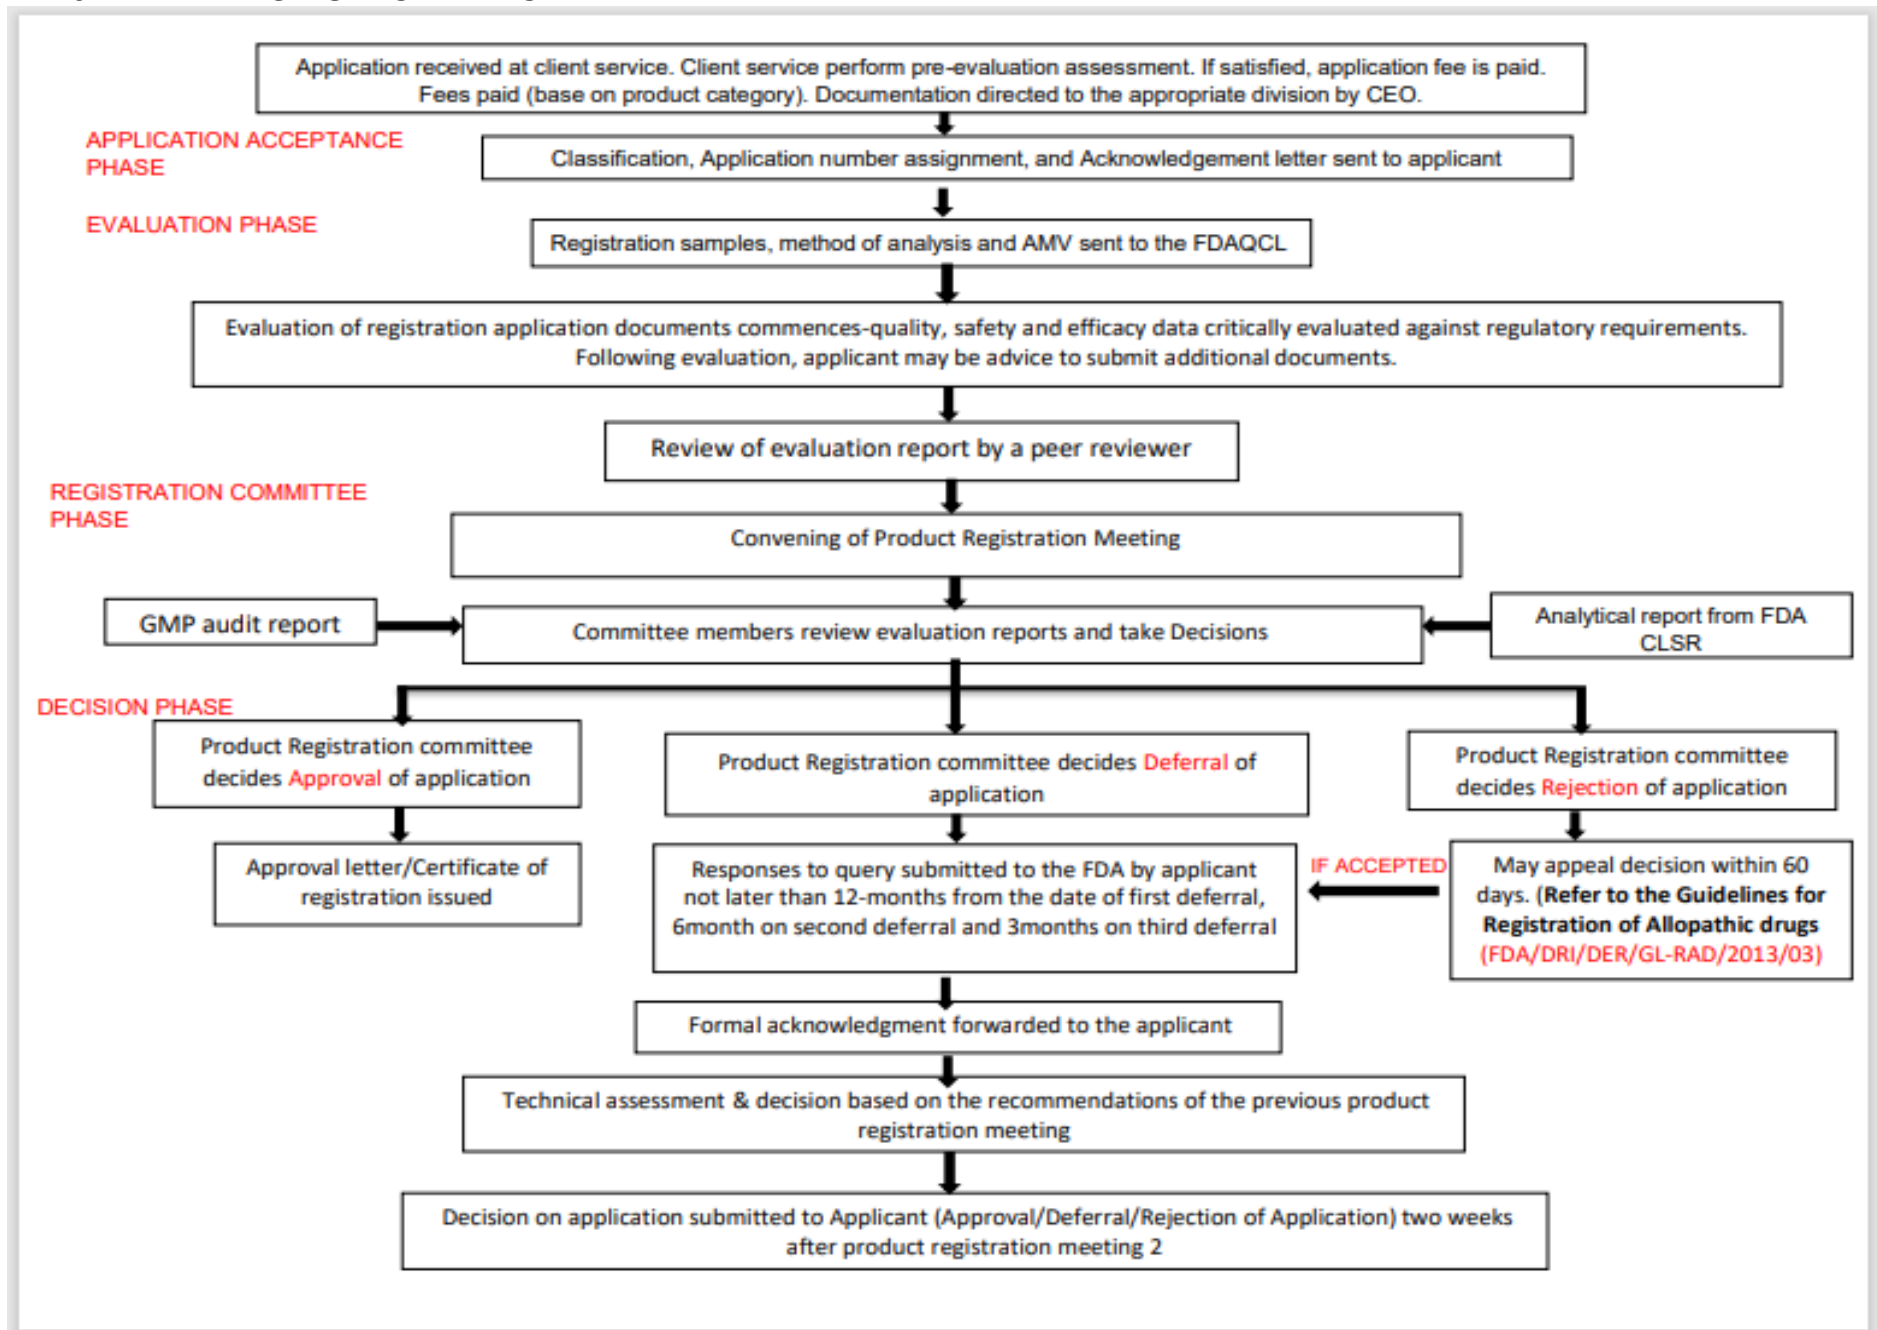 Application received at client service. Client service perform pre-evaluation assessment. If satisfied, application fee is paid.
Fees paid (base on product category). Documentation directed to the appropriate division by CEO.
APPLICATION ACCEPTANCE
PHASE
Classification, Application number assignment, and Acknowledgement letter sent to applicant
EVALUATION PHASE
Registration samples, method of analysis and AMV sent to the FDAQCL
Evaluation of registration application documents commences-quality, safety and efficacy data critically evaluated against regulatory requirements.
Following evaluation, applicant may be advice to submit additional documents.
Review of evaluation report by a peer reviewer
REGISTRATION COMMITTEE
PHASE
Convening of Product Registration Meeting
GMP audit report
Committee members review evaluation reports and take Decisions
Analytical report from FDA
CLSR
DECISION PHASE
Product Registration committee
decides Approval of application
Product Registration committee decides Deferral of
application
Product Registration committee
decides Rejection of application
Approval letter/Certificate of
registration issued
Responses to query submitted to the FDA by applicant
not later than 12-months from the date of first deferral,
6month on second deferral and 3months on third deferral
IF ACCEPTED
May appeal decision within 60
days. (Refer to the Guidelines for
Registration of Allopathic drugs
(FDA/DRI/DER/GL-RAD/2013/03)
Formal acknowledgment forwarded to the applicant
Technical assessment & decision based on the recommendations of the previous product
registration meeting
Decision on application submitted to Applicant (Approval/Deferral/Rejection of Application) two weeks
after product registration meeting 2